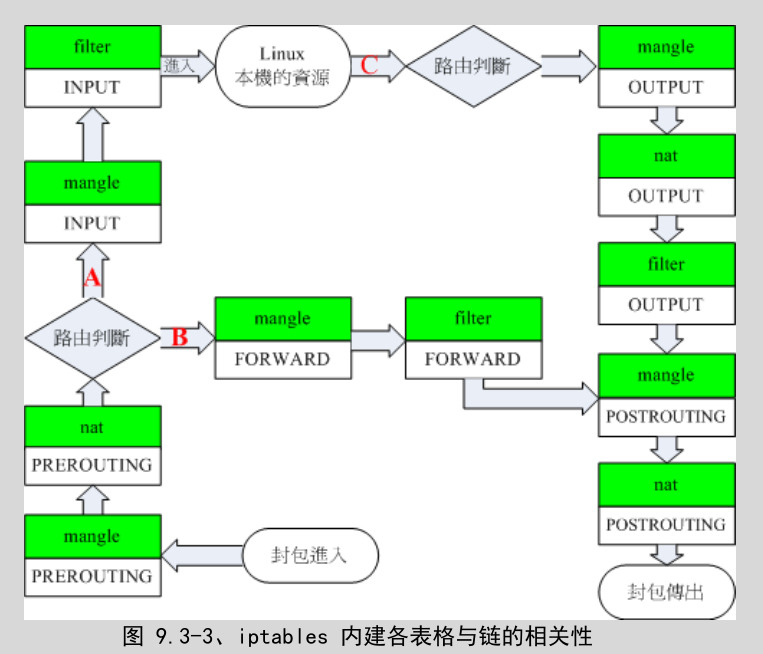 filter
INPUT
進入
Linux
本機的資源
C
路由判斷
mangle
OUTPUT
mangle
INPUT
nat
OUTPUT
A
filter
OUTPUT
路由判斷
B
mangle
FORWARD
filter
FORWARD
mangle
POSTROUTING
nat
PREROUTING
nat
POSTROUTING
mangle
PREROUTING
封包進入
封包傳出
图 9.3-3、iptables 内建各表格与链的相关性